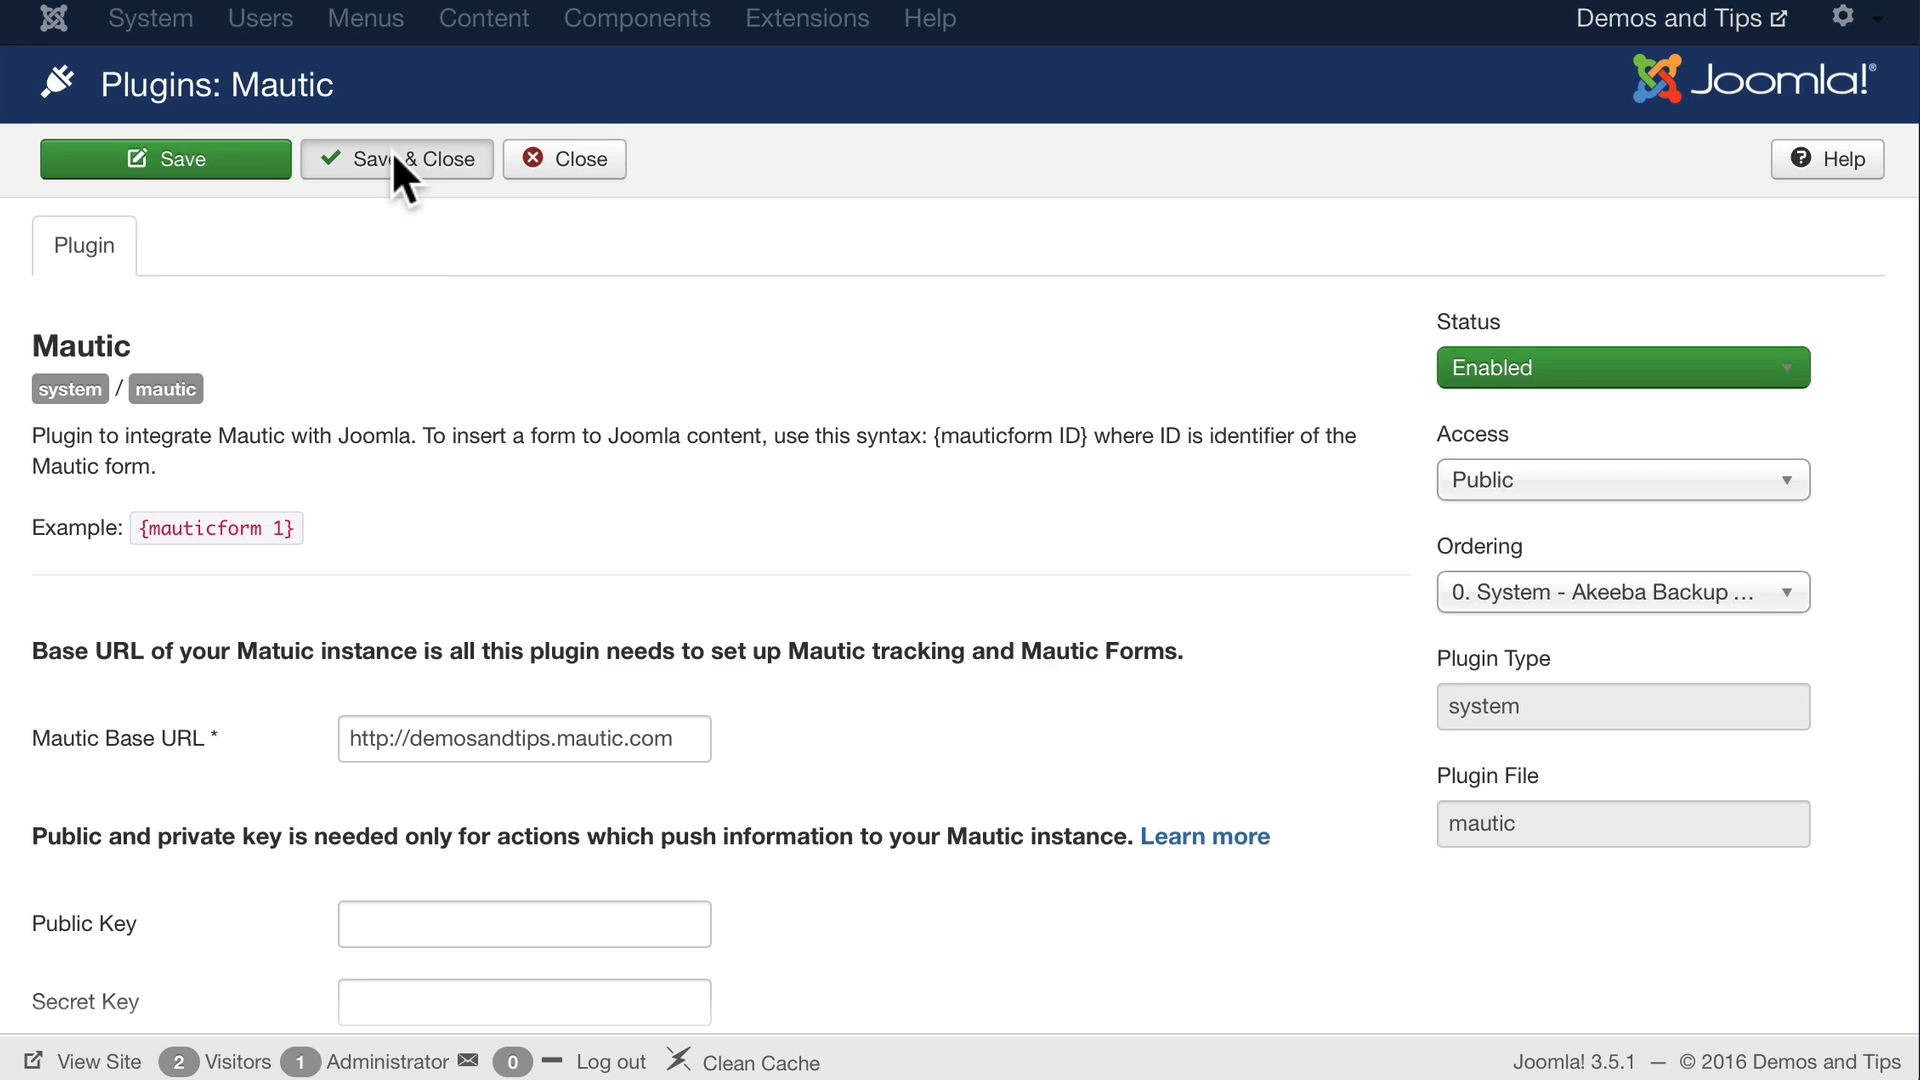 System Users Menus Content Components Extensions Help Demos and Tips
Plugins: Mautic Joomla!®
Save Save & Close Close Help
Plugin
Mautic
system / mautic
Plugin to integrate Mautic with Joomla. To insert a form to Joomla content, use this syntax: {mauticform ID} where ID is identifier of the
Mautic form.
Example: {mauticform 1}
Base URL of your Matuic instance is all this plugin needs to set up Mautic tracking and Mautic Forms.
Mautic Base URL * http://demosandtips.mautic.com
Public and private key is needed only for actions which push information to your Mautic instance. Learn more
Public Key
Secret Key
Status
Enabled
Access
Public
Ordering
0. System - Akeeba Backup ...
Plugin Type
system
Plugin File
mautic
View Site 2 Visitors 1 Administrator 0 Log out Clean Cache Joomla! 3.5.1 — © 2016 Demos and Tips